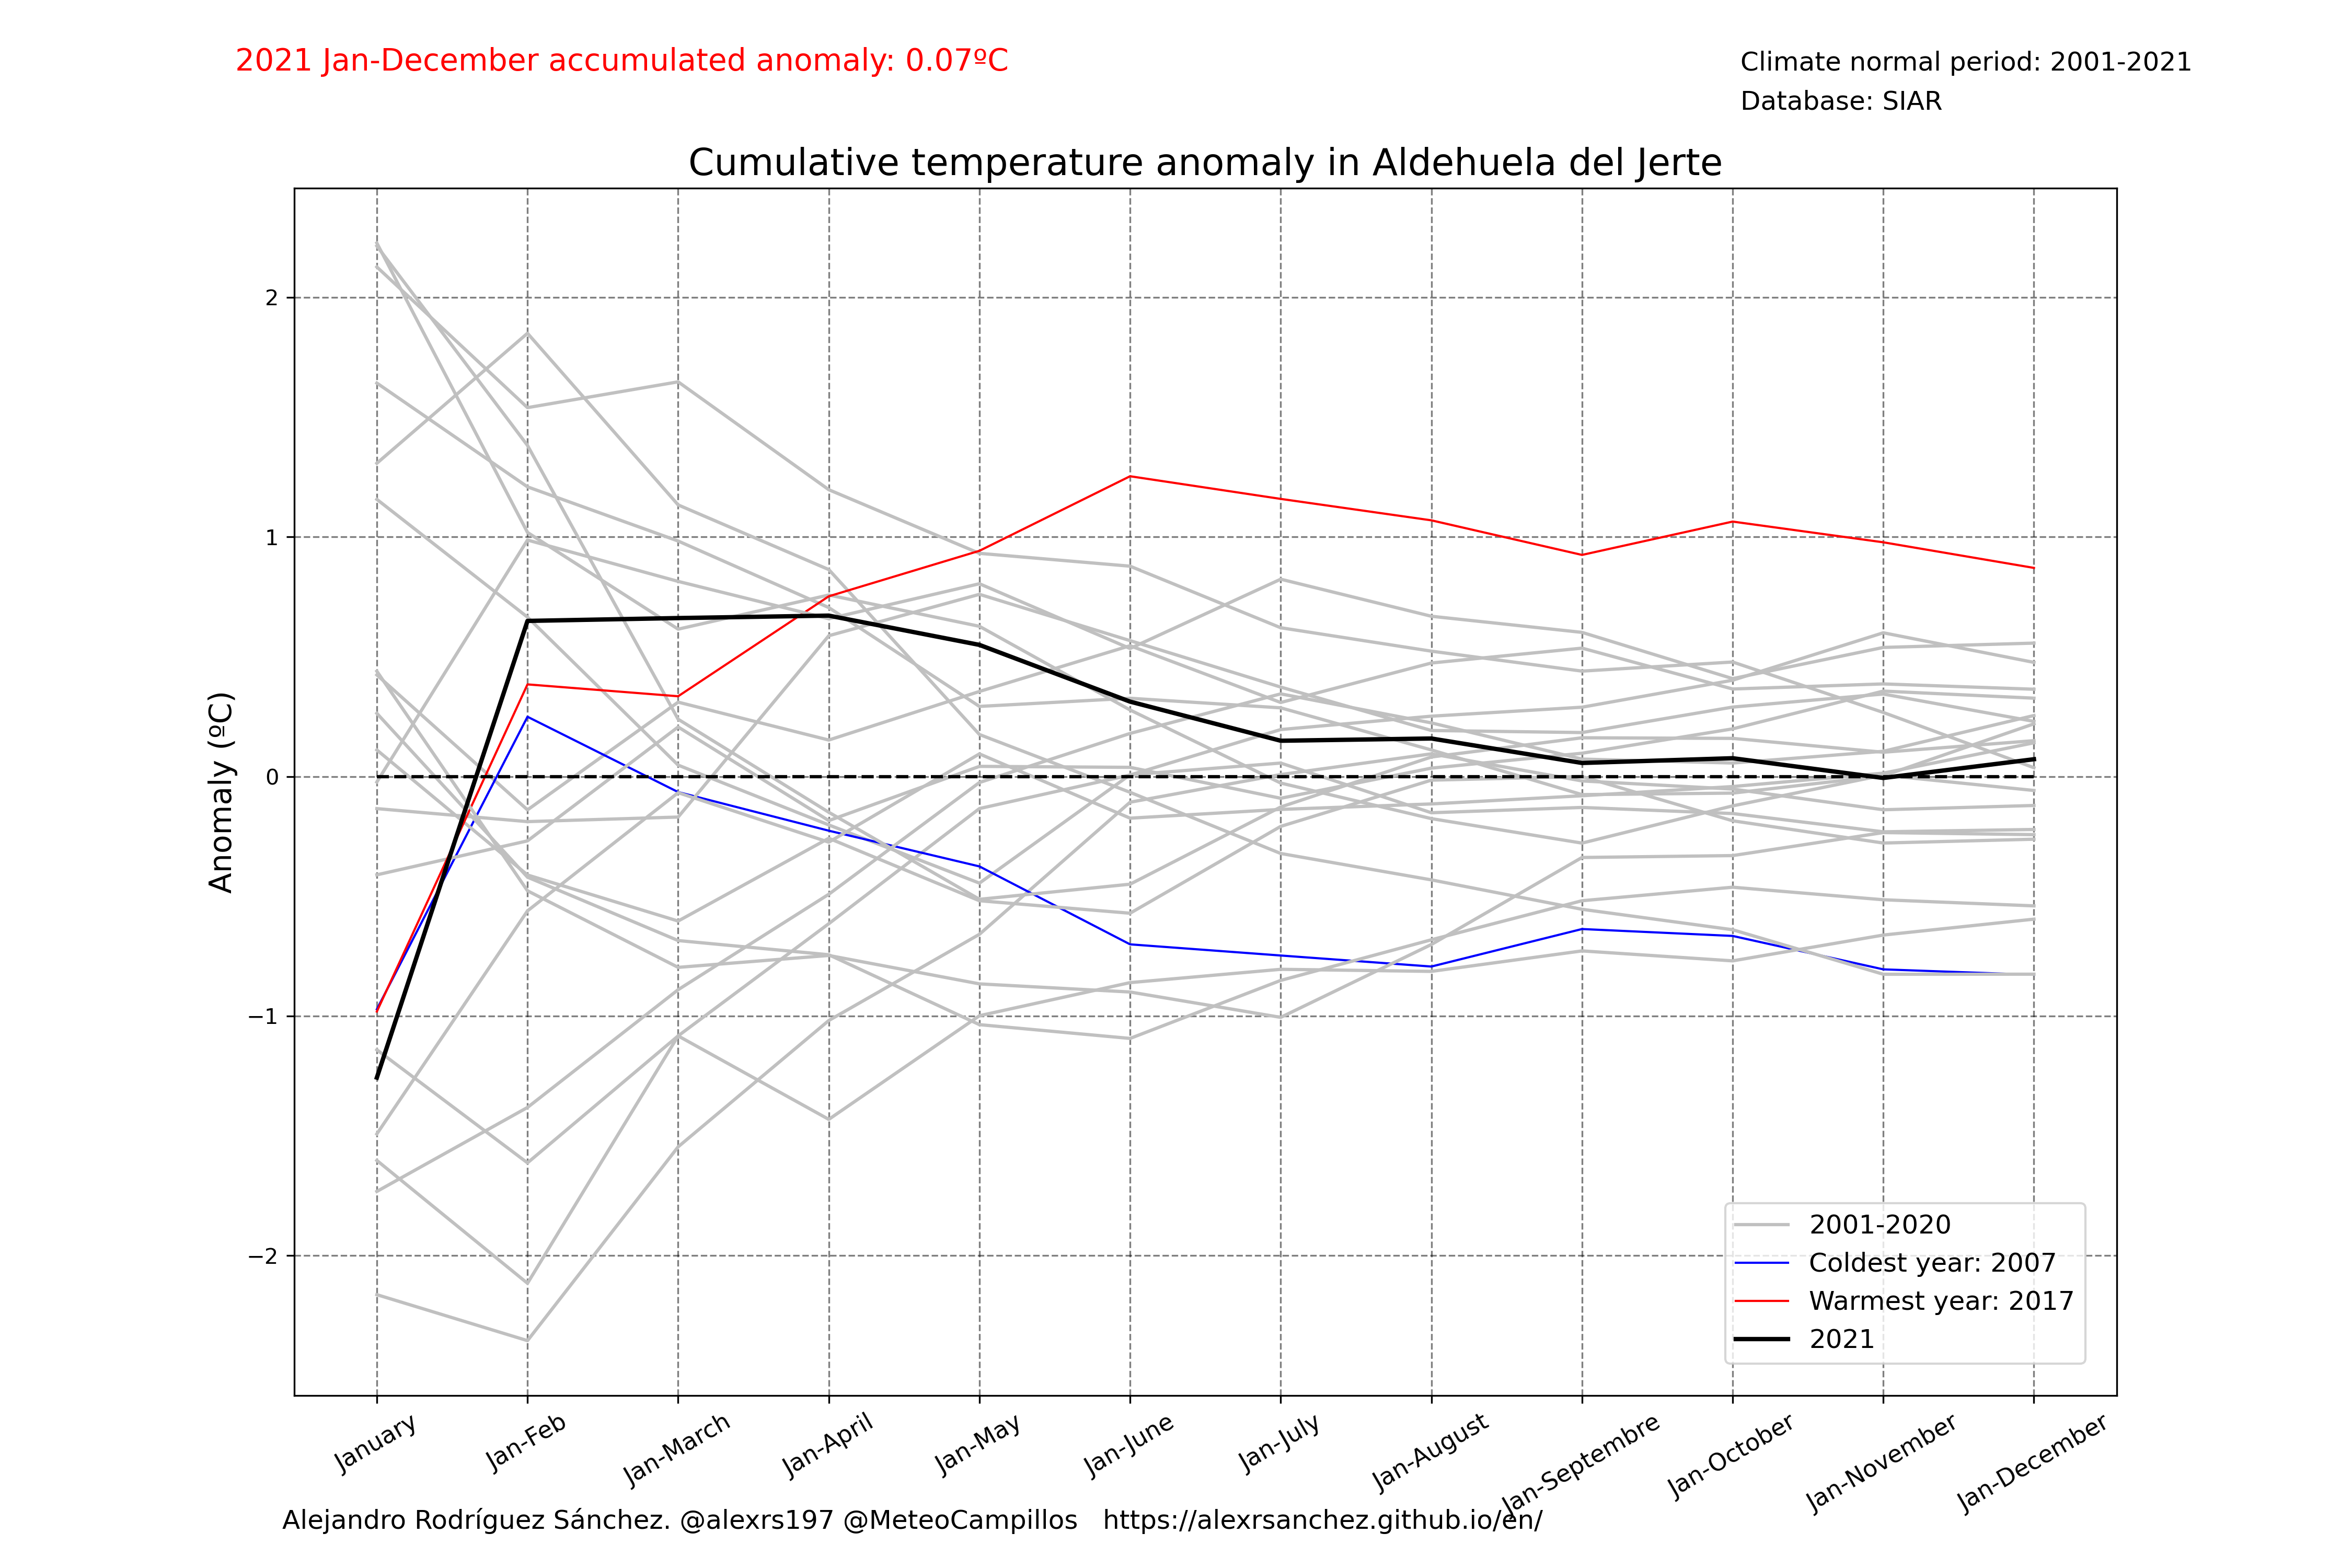 2021 Jan-December accumulated anomaly: 0.07ºC
Climate normal period: 2001-2021
Database: SIAR
Cumulative temperature anomaly in Aldehuela del Jerte
Anomaly (ºC)
2
1
0
−1
−2
2001-2020
Coldest year: 2007
Warmest year: 2017
2021
January
Jan-Feb
Jan-March
Jan-April
Jan-May
Jan-June
Jan-July
Jan-August
Jan-Septembre
Jan-October
Jan-November
Jan-December
Alejandro Rodríguez Sánchez. @alexrs197 @MeteoCampillos   https://alexrsanchez.github.io/en/